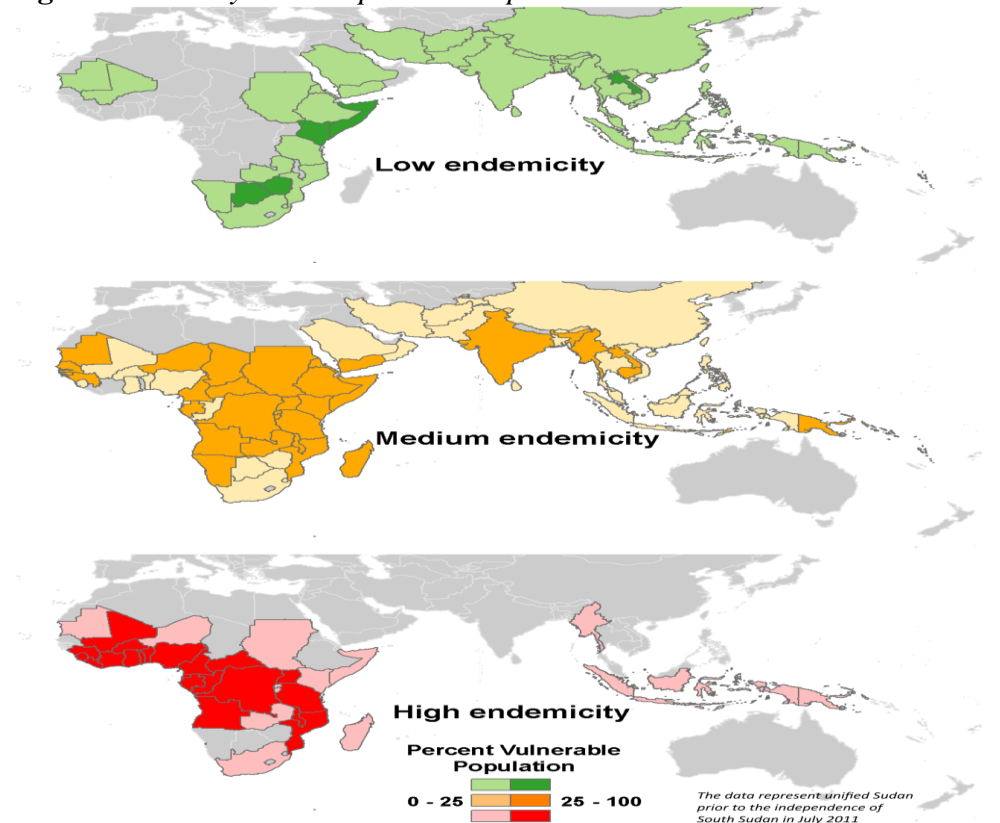 Low endemicity
Medium endemicity
High endemicity
Percent Vulnerable
Population
0 - 25 25 - 100
The data represent unified Sudan
prior to the independence of
South Sudan in July 2011